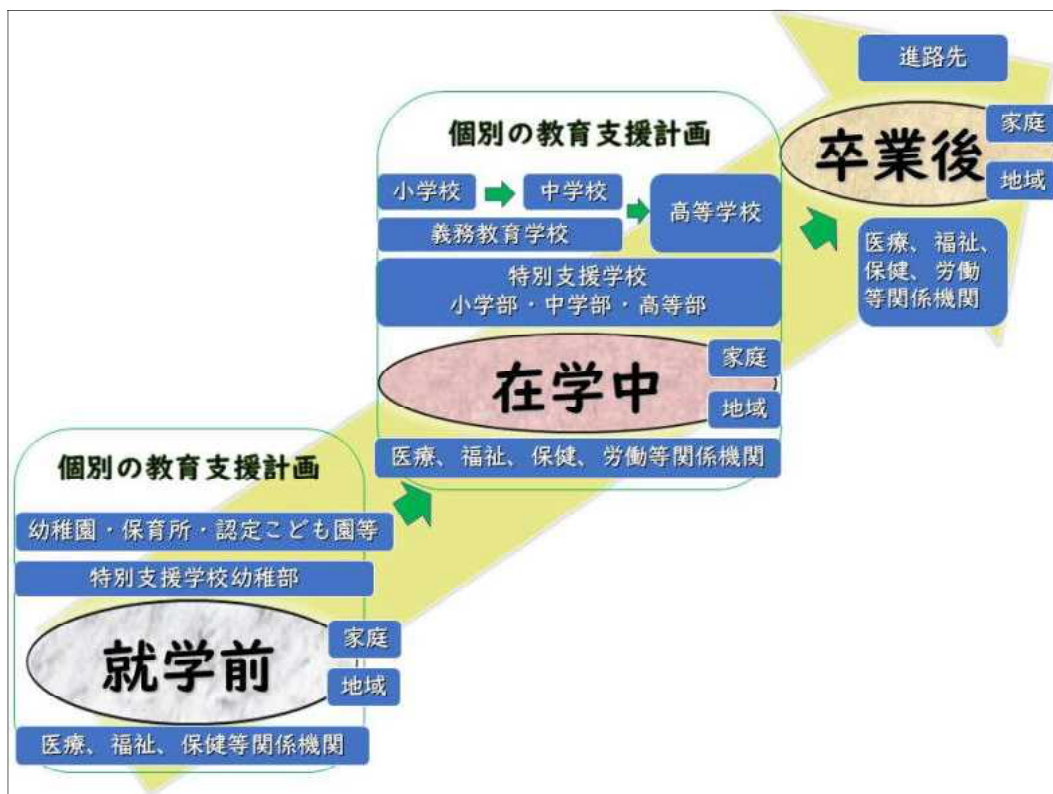 進路先
卒業後
家庭
地域
医療、福祉、
保健、労働
等関係機関
個別の教育支援計画
小学校
中学校
高等学校
義務教育学校
特別支援学校
小学部・中学部・高等部
在学中
家庭
地域
医療、福祉、保健、労働等関係機関
個別の教育支援計画
幼稚園・保育所・認定こども園等
特別支援学校幼稚部
就学前
家庭
地域
医療、福祉、保健等関係機関